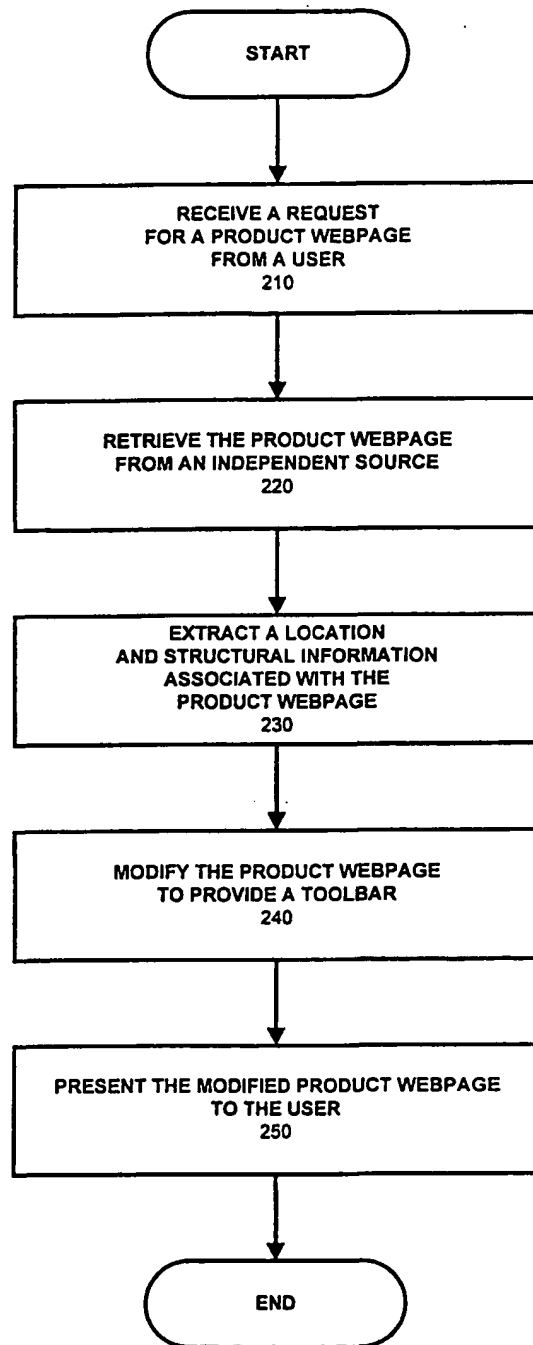 START
RECEIVE A REQUEST
FOR A PRODUCT WEBPAGE
FROM A USER
210
RETRIEVE THE PRODUCT WEBPAGE
FROM AN INDEPENDENT SOURCE
220
EXTRACT A LOCATION
AND STRUCTURAL INFORMATION
ASSOCIATED WITH THE
PRODUCT WEBPAGE
230
MODIFY THE PRODUCT WEBPAGE
TO PROVIDE A TOOLBAR
240
PRESENT THE MODIFIED PRODUCT WEBPAGE
TO THE USER
250
END